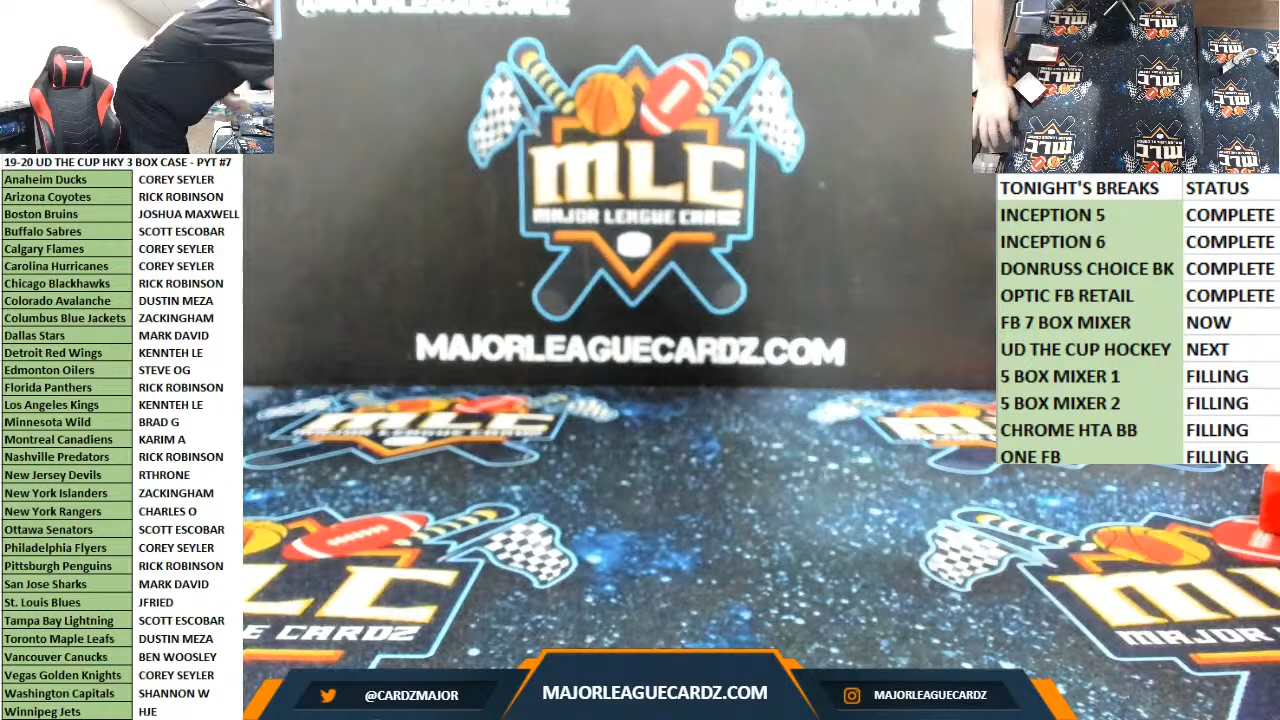 @MAJORLEAGUECARDZ
@CARDZMAJOR
MLC
MAJOR LEAGUE CARDZ
MAJORLEAGUECARDZ.COM
19-20 UD THE CUP HKY 3 BOX CASE - PYT #7
Anaheim Ducks COREY SEYLER
Arizona Coyotes RICK ROBINSON
Boston Bruins JOSHUA MAXWELL
Buffalo Sabres SCOTT ESCOBAR
Calgary Flames COREY SEYLER
Carolina Hurricanes COREY SEYLER
Chicago Blackhawks RICK ROBINSON
Colorado Avalanche DUSTIN MEZA
Columbus Blue Jackets ZACKINGHAM
Dallas Stars MARK DAVID
Detroit Red Wings KENNTEH LE
Edmonton Oilers STEVE OG
Florida Panthers RICK ROBINSON
Los Angeles Kings KENNTEH LE
Minnesota Wild BRAD G
Montreal Canadiens KARIM A
Nashville Predators RICK ROBINSON
New Jersey Devils RTHRONE
New York Islanders ZACKINGHAM
New York Rangers CHARLES O
Ottawa Senators SCOTT ESCOBAR
Philadelphia Flyers COREY SEYLER
Pittsburgh Penguins RICK ROBINSON
San Jose Sharks MARK DAVID
St. Louis Blues JFRIED
Tampa Bay Lightning SCOTT ESCOBAR
Toronto Maple Leafs DUSTIN MEZA
Vancouver Canucks BEN WOOSLEY
Vegas Golden Knights COREY SEYLER
Washington Capitals SHANNON W
Winnipeg Jets HJE
TONIGHT'S BREAKS STATUS
INCEPTION 5 COMPLETE
INCEPTION 6 COMPLETE
DONRUSS CHOICE BK COMPLETE
OPTIC FB RETAIL COMPLETE
FB 7 BOX MIXER NOW
UD THE CUP HOCKEY NEXT
5 BOX MIXER 1 FILLING
5 BOX MIXER 2 FILLING
CHROME HTA BB FILLING
ONE FB FILLING
MLC
MAJOR LEAGUE CARDZ
LC
E CARDZ
ML
MAJOR
@CARDZMAJOR
MAJORLEAGUECARDZ.COM
MAJORLEAGUECARDZ